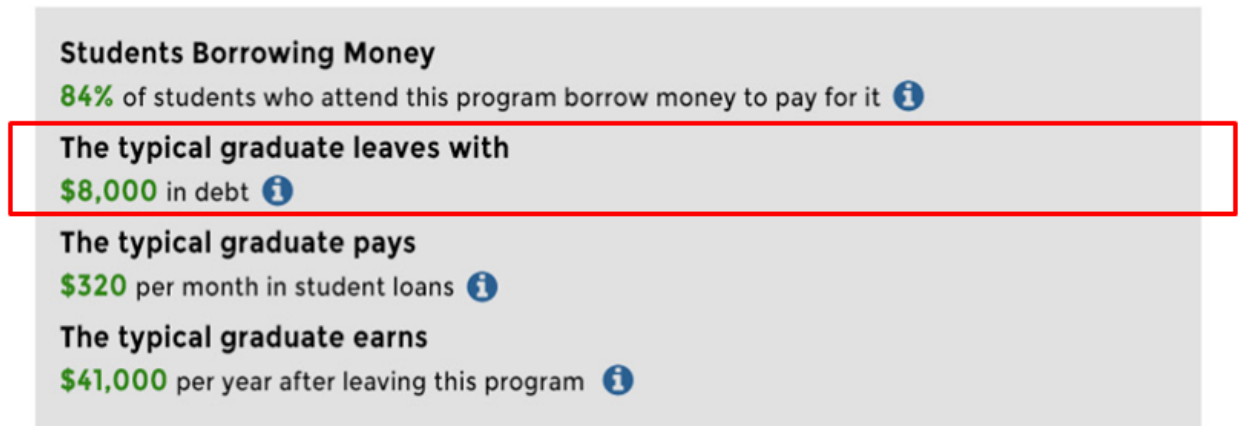 Students Borrowing Money
84% of students who attend this program borrow money to pay for it
The typical graduate leaves with
$8,000 in debt
The typical graduate pays
$320 per month in student loans
The typical graduate earns
$41,000 per year after leaving this program